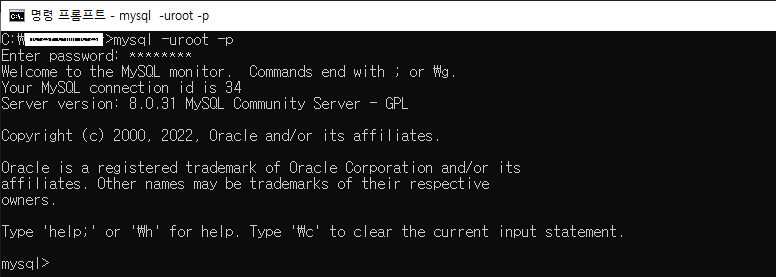 명령 프롬프트 - mysql  -uroot -p
C:₩>mysql -uroot -p
Enter password: ********
Welcome to the MySQL monitor.  Commands end with ; or ₩g.
Your MySQL connection id is 34
Server version: 8.0.31 MySQL Community Server - GPL
Copyright (c) 2000, 2022, Oracle and/or its affiliates.
Oracle is a registered trademark of Oracle Corporation and/or its
affiliates. Other names may be trademarks of their respective
owners.
Type 'help;' or '₩h' for help. Type '₩c' to clear the current input statement.
mysql>